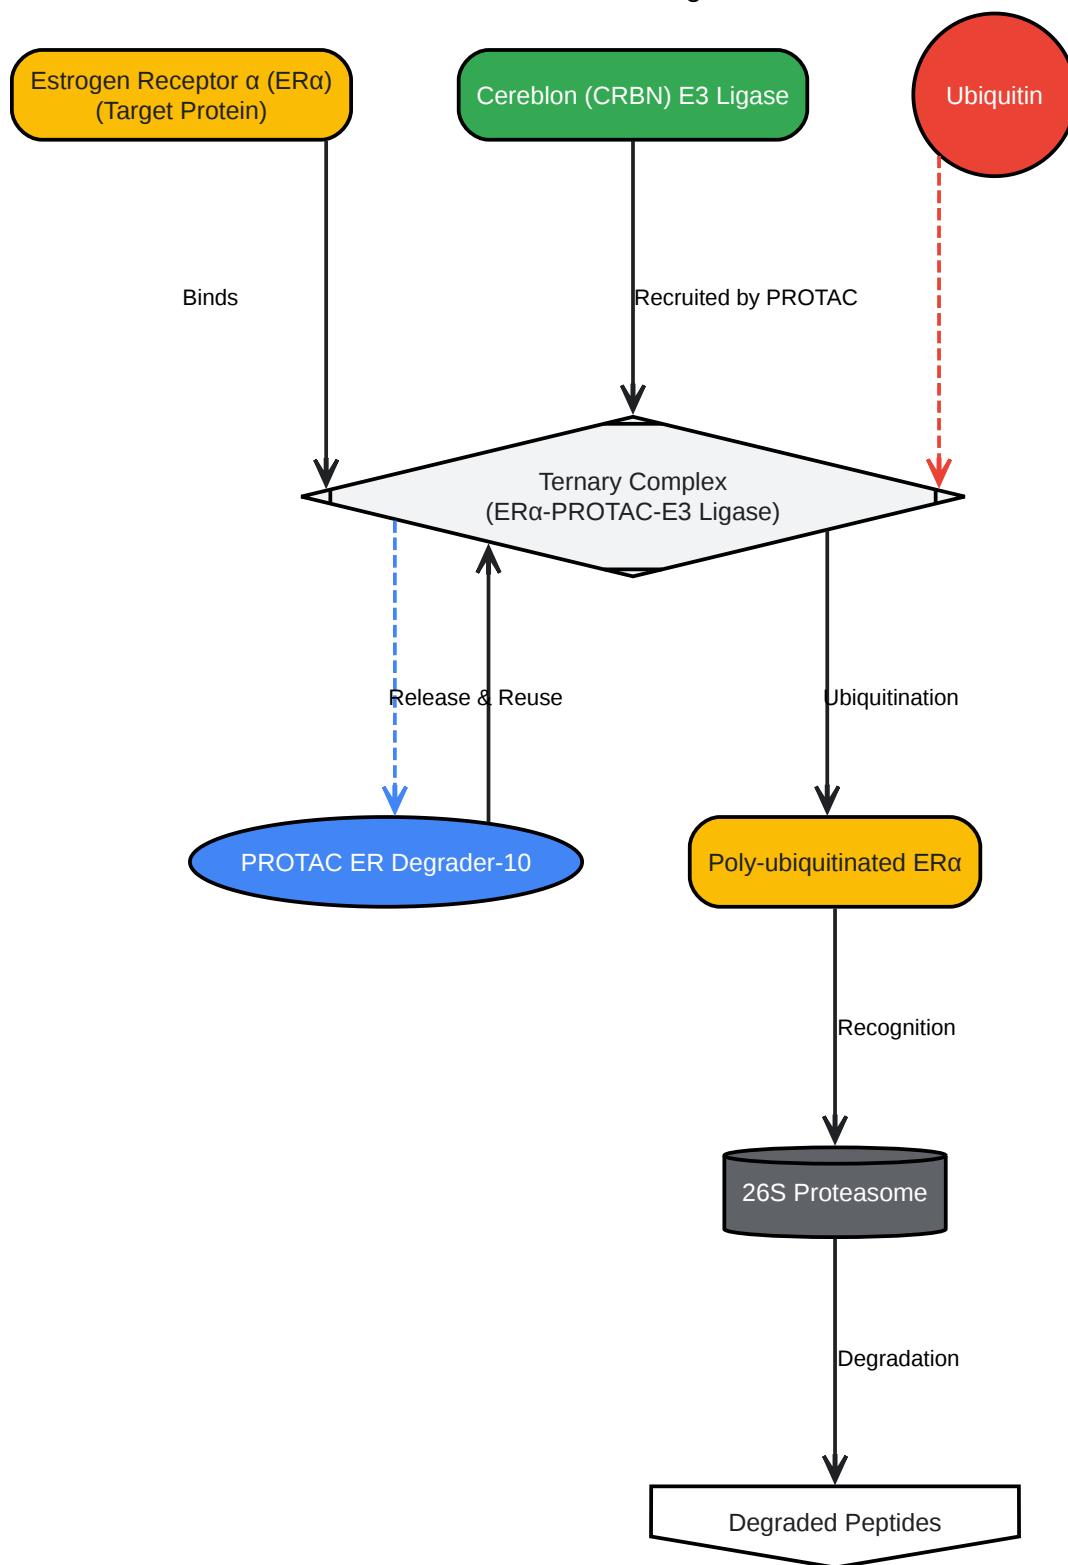 Estrogen Receptor α (ERα)
(Target Protein)
Cereblon (CRBN) E3 Ligase
Ubiquitin
Binds
Recruited by PROTAC
Ternary Complex
(ERα-PROTAC-E3 Ligase)
Release & Reuse
Ubiquitination
PROTAC ER Degrader-10
Poly-ubiquitinated ERα
Recognition
26S Proteasome
Degradation
Degraded Peptides